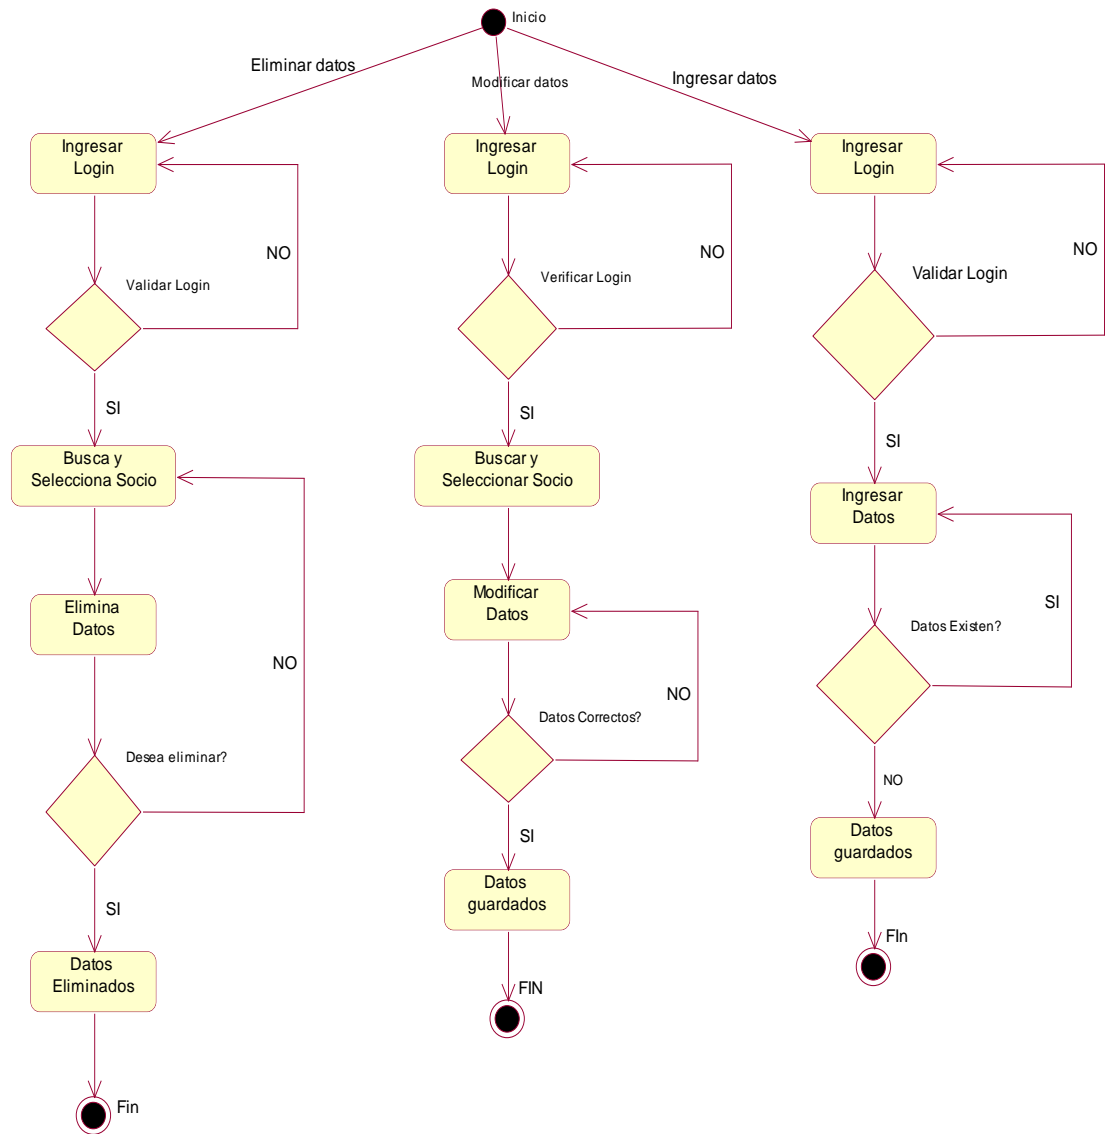 Inicio
Eliminar datos
Modificar datos
Ingresar datos
Ingresar
Login
Ingresar
Login
Ingresar
Login
NO
NO
NO
Validar Login
Verificar Login
Validar Login
SI
SI
SI
Busca y
Selecciona Socio
Buscar y
Seleccionar Socio
Ingresar
Datos
Elimina
Datos
Modificar
Datos
SI
Datos Existen?
NO
NO
Datos Correctos?
Desea eliminar?
NO
SI
Datos
guardados
Datos
guardados
SI
FIn
Datos
Eliminados
FIN
Fin